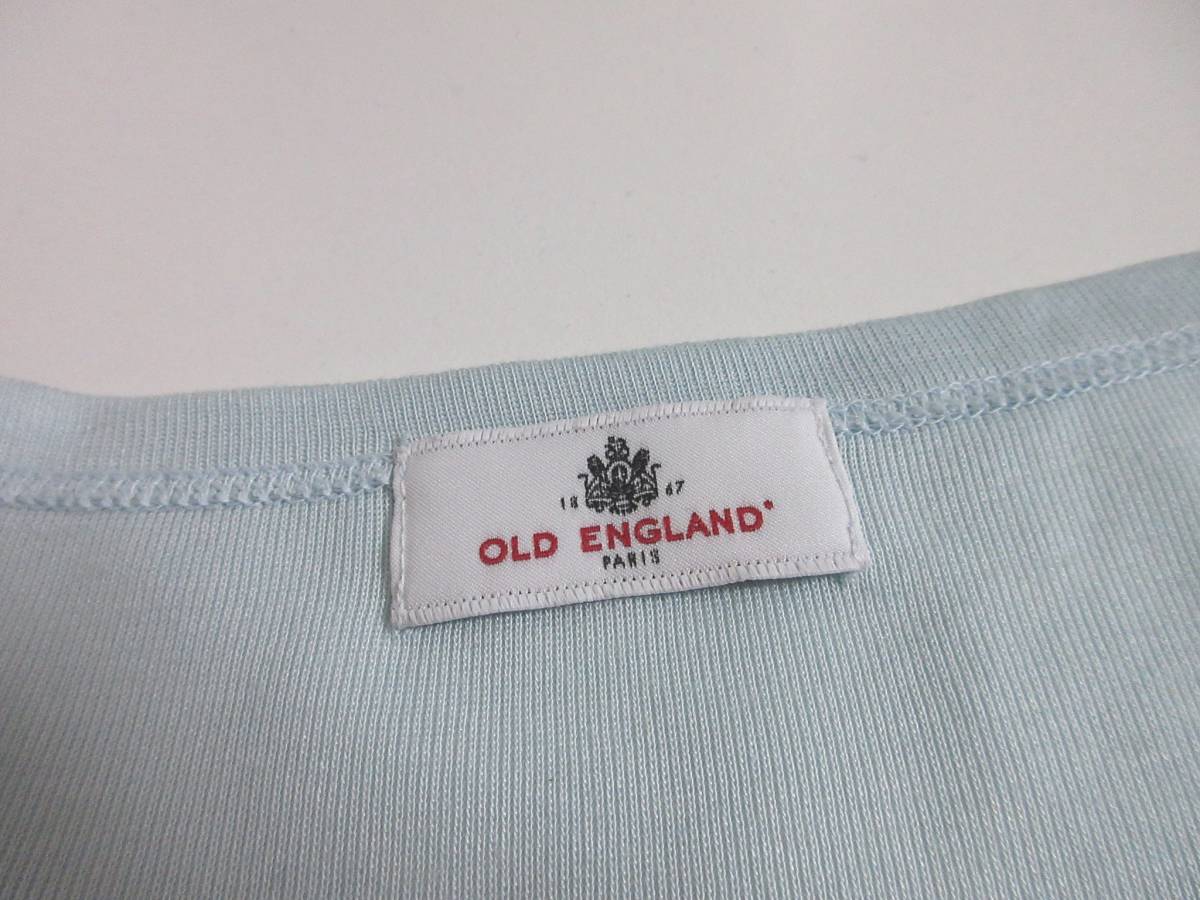 18 67
OLD ENGLAND
PARIS